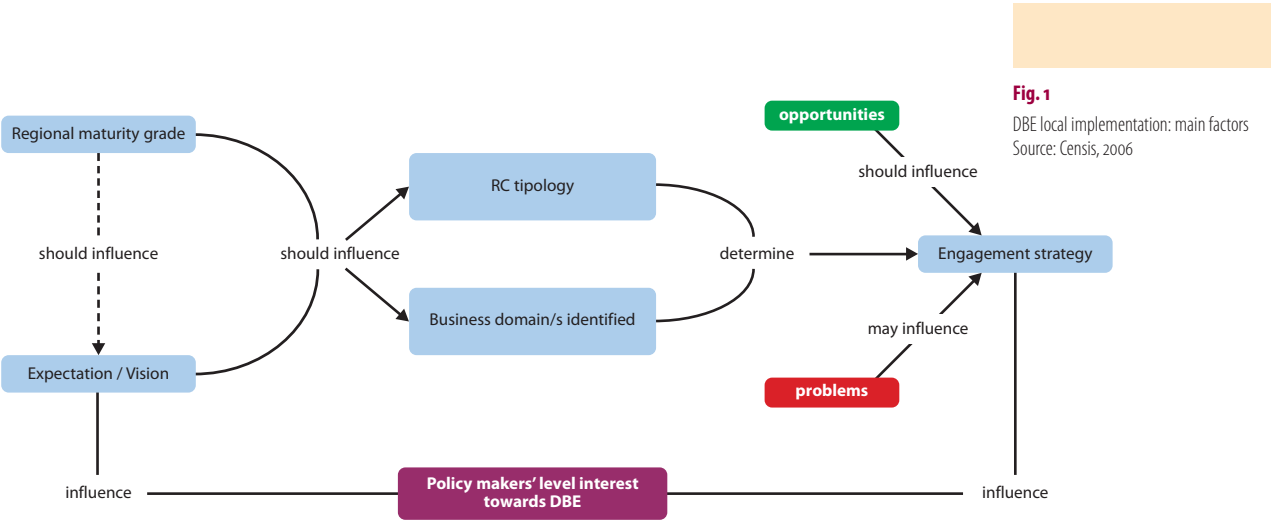 Fig. 1
DBE local implementation: main factors
Source: Censis, 2006
Regional maturity grade
should influence
Expectation / Vision
should influence
RC tipology
Business domain/s identified
determine
opportunities
should influence
Engagement strategy
may influence
problems
influence
Policy makers’ level interest
towards DBE
influence